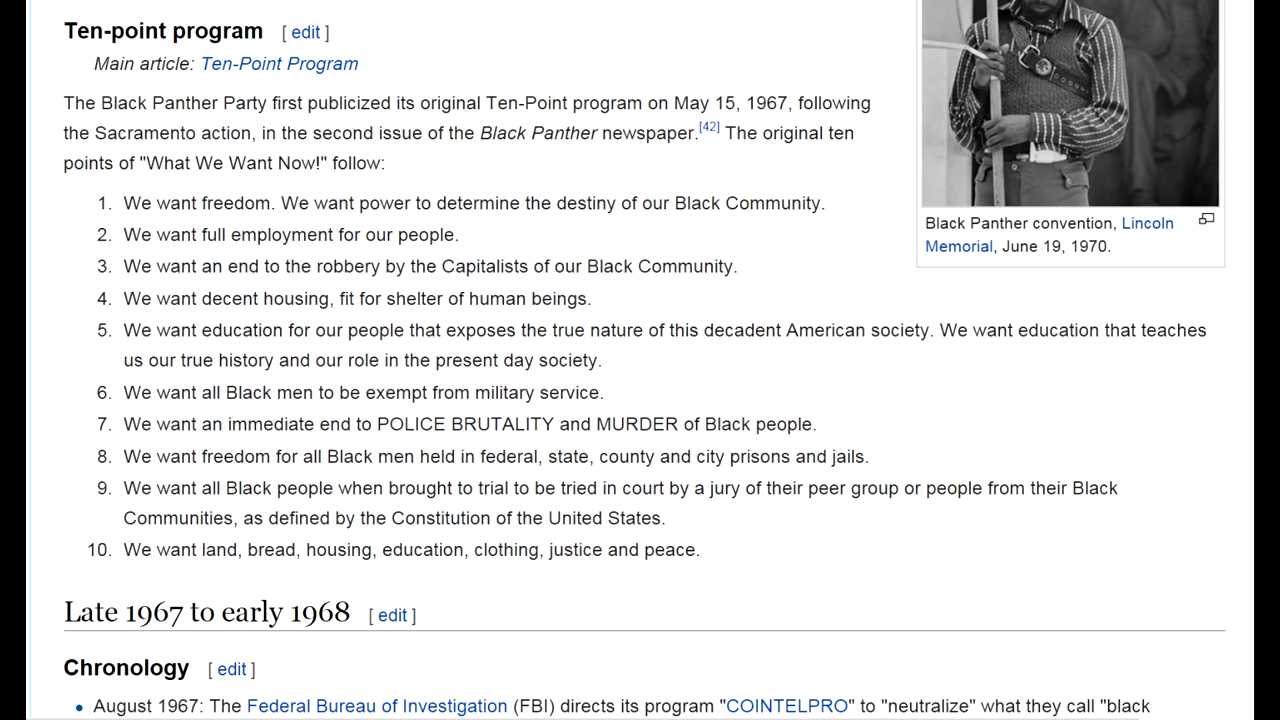 Ten-point program [ edit ]
Main article: Ten-Point Program
The Black Panther Party first publicized its original Ten-Point program on May 15, 1967, following
the Sacramento action, in the second issue of the Black Panther newspaper.[42] The original ten
points of "What We Want Now!" follow:
1. We want freedom. We want power to determine the destiny of our Black Community.
2. We want full employment for our people.
3. We want an end to the robbery by the Capitalists of our Black Community.
4. We want decent housing, fit for shelter of human beings.
5. We want education for our people that exposes the true nature of this decadent American society. We want education that teaches
us our true history and our role in the present day society.
6. We want all Black men to be exempt from military service.
7. We want an immediate end to POLICE BRUTALITY and MURDER of Black people.
8. We want freedom for all Black men held in federal, state, county and city prisons and jails.
9. We want all Black people when brought to trial to be tried in court by a jury of their peer group or people from their Black
Communities, as defined by the Constitution of the United States.
10. We want land, bread, housing, education, clothing, justice and peace.
Black Panther convention, Lincoln
Memorial, June 19, 1970.
Late 1967 to early 1968 [ edit ]
Chronology [ edit ]
• August 1967: The Federal Bureau of Investigation (FBI) directs its program "COINTELPRO" to "neutralize" what they call "black